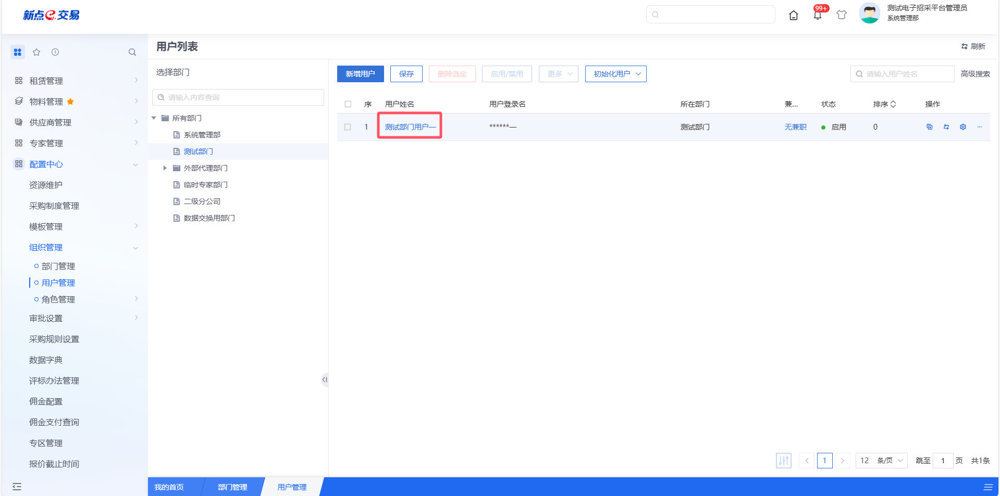 新点e交易
99+
测试电子招采平台管理员
系统管理部
租赁管理
物料管理
供应商管理
专家管理
配置中心
资源维护
采购制度管理
模板管理
组织管理
部门管理
用户管理
角色管理
审批设置
采购规则设置
数据字典
评标办法管理
佣金配置
佣金支付查询
专区管理
报价截止时间
用户列表
刷新
选择部门
请输入内容查询
所有部门
系统管理部
测试部门
外部代理部门
临时专家部门
二级分公司
数据交换用部门
新增用户 保存 删除选定 启用/禁用 更多 初始化用户 请输入用户姓名 高级搜索
序 用户姓名 用户登录名 所在部门 兼... 状态 排序 操作
1 测试部门用户一 ******一 测试部门 无兼职 启用 0 ...
1 12 条/页 跳至 1 页 共1条
我的首页 部门管理 用户管理